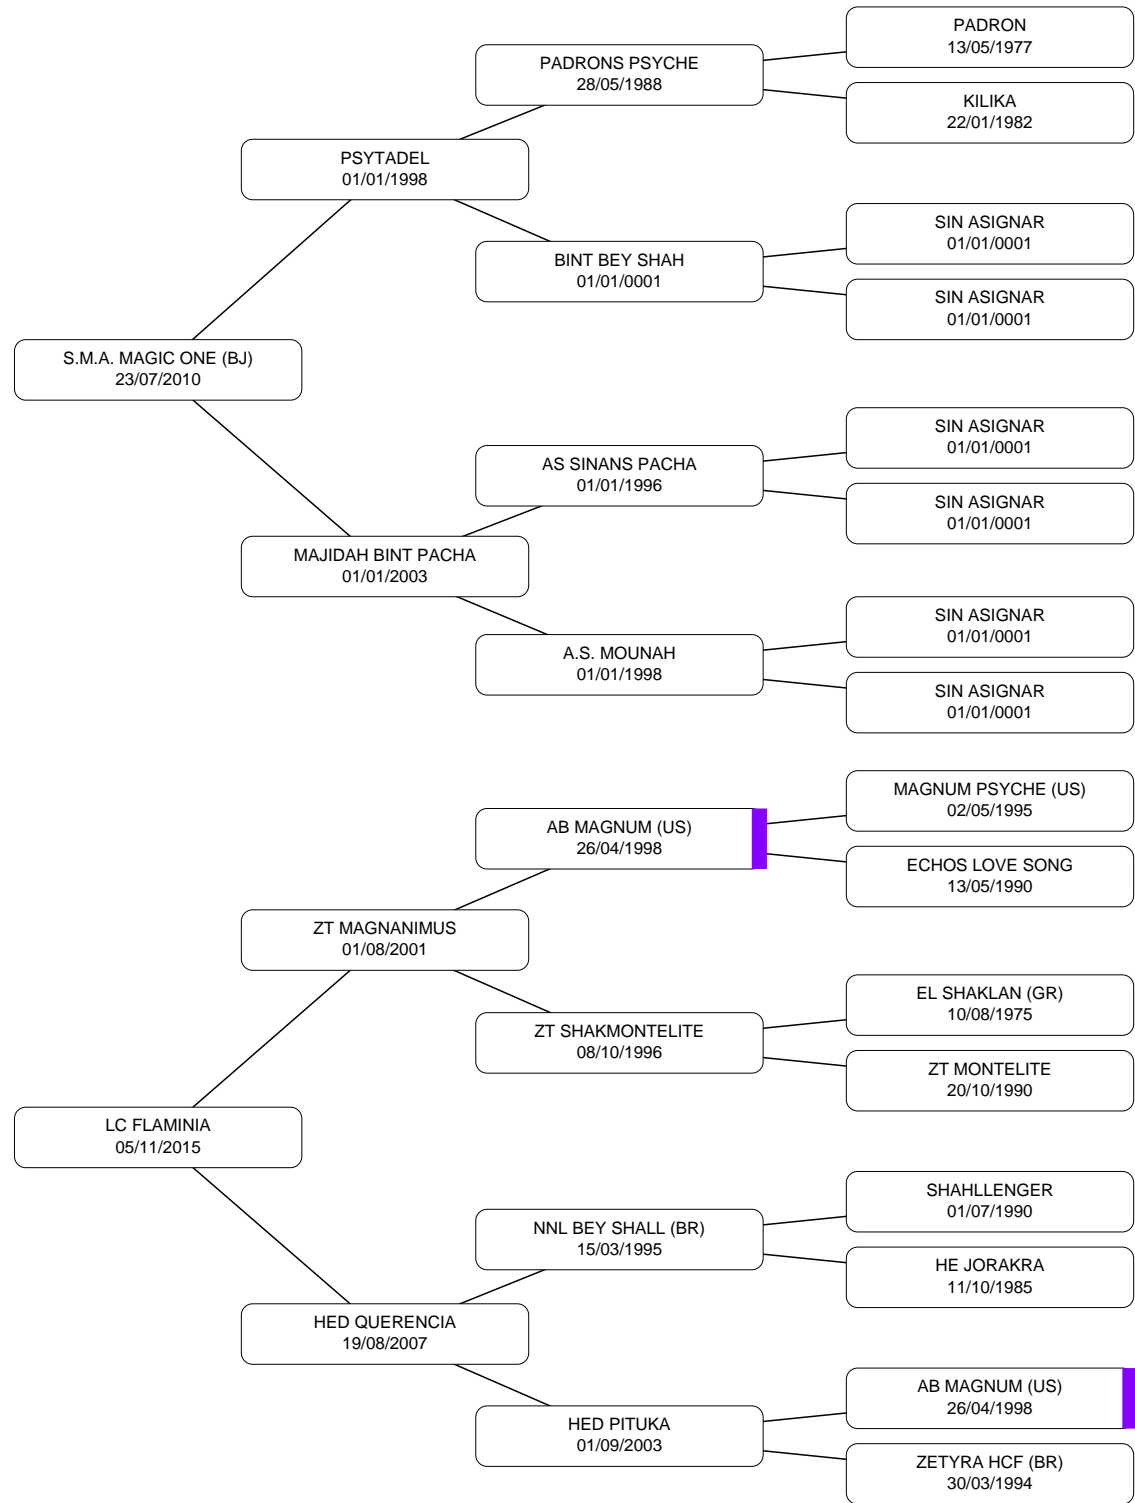 PADRON
13/05/1977
PADRONS PSYCHE
28/05/1988
KILIKA
22/01/1982
PSYTADEL
01/01/1998
SIN ASIGNAR
01/01/0001
BINT BEY SHAH
01/01/0001
SIN ASIGNAR
01/01/0001
S.M.A. MAGIC ONE (BJ)
23/07/2010
SIN ASIGNAR
01/01/0001
AS SINANS PACHA
01/01/1996
SIN ASIGNAR
01/01/0001
MAJIDAH BINT PACHA
01/01/2003
SIN ASIGNAR
01/01/0001
A.S. MOUNAH
01/01/1998
SIN ASIGNAR
01/01/0001
MAGNUM PSYCHE (US)
02/05/1995
AB MAGNUM (US)
26/04/1998
ECHOS LOVE SONG
13/05/1990
ZT MAGNANIMUS
01/08/2001
EL SHAKLAN (GR)
10/08/1975
ZT SHAKMONTELITE
08/10/1996
ZT MONTELITE
20/10/1990
LC FLAMINIA
05/11/2015
SHAHLLENGER
01/07/1990
NNL BEY SHALL (BR)
15/03/1995
HE JORAKRA
11/10/1985
HED QUERENCIA
19/08/2007
AB MAGNUM (US)
26/04/1998
HED PITUKA
01/09/2003
ZETYRA HCF (BR)
30/03/1994